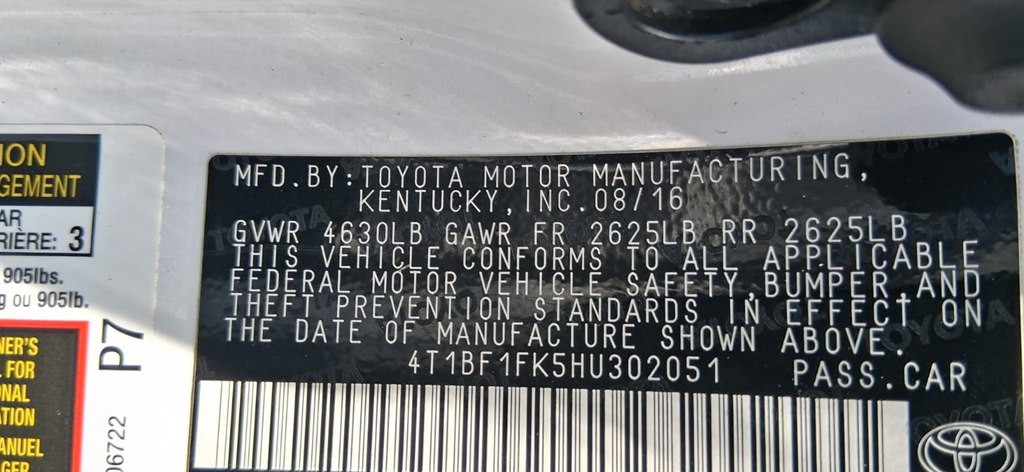 ION
GEMENT
AR
RIÈRE: 3
905lbs.
g ou 905lb.
NER'S
FOR
ONAL
ATION
ANUEL
GER
P7
06722
MFD.BY:TOYOTA MOTOR MANUFACTURING,
KENTUCKY,INC.08/16
GVWR 4630LB GAWR FR 2625LB RR 2625LB
THIS VEHICLE CONFORMS TO ALL APPLICABLE
FEDERAL MOTOR VEHICLE SAFETY,BUMPER,AND
THEFT PREVENTION STANDARDS IN EFFECT ON
THE DATE OF MANUFACTURE SHOWN ABOVE.
4T1BF1FK5HU302051 PASS.CAR